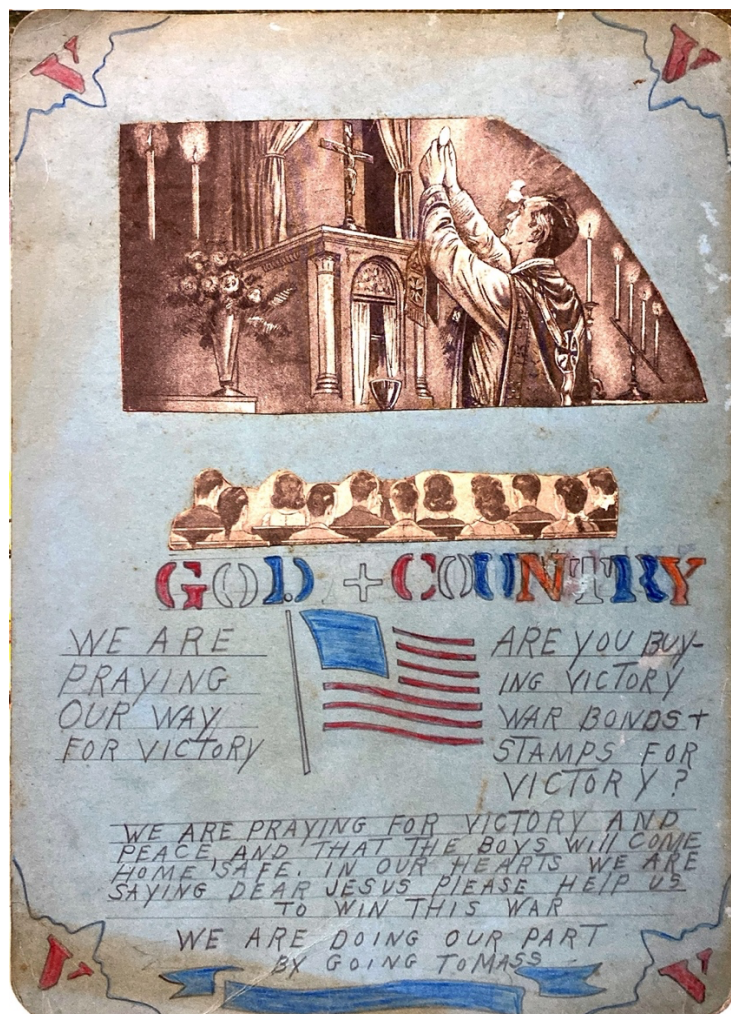 V V
GOD + COUNTRY
WE ARE
PRAYING
OUR WAY
FOR VICTORY
ARE YOU BUY-
ING VICTORY
WAR BONDS +
STAMPS FOR
VICTORY?
WE ARE PRAYING FOR VICTORY AND
PEACE, AND THAT THE BOYS WILL COME
HOME SAFE. IN OUR HEARTS WE ARE
SAYING DEAR JESUS PLEASE HELP US
TO WIN THIS WAR
WE ARE DOING OUR PART
BY GOING TO MASS
V V